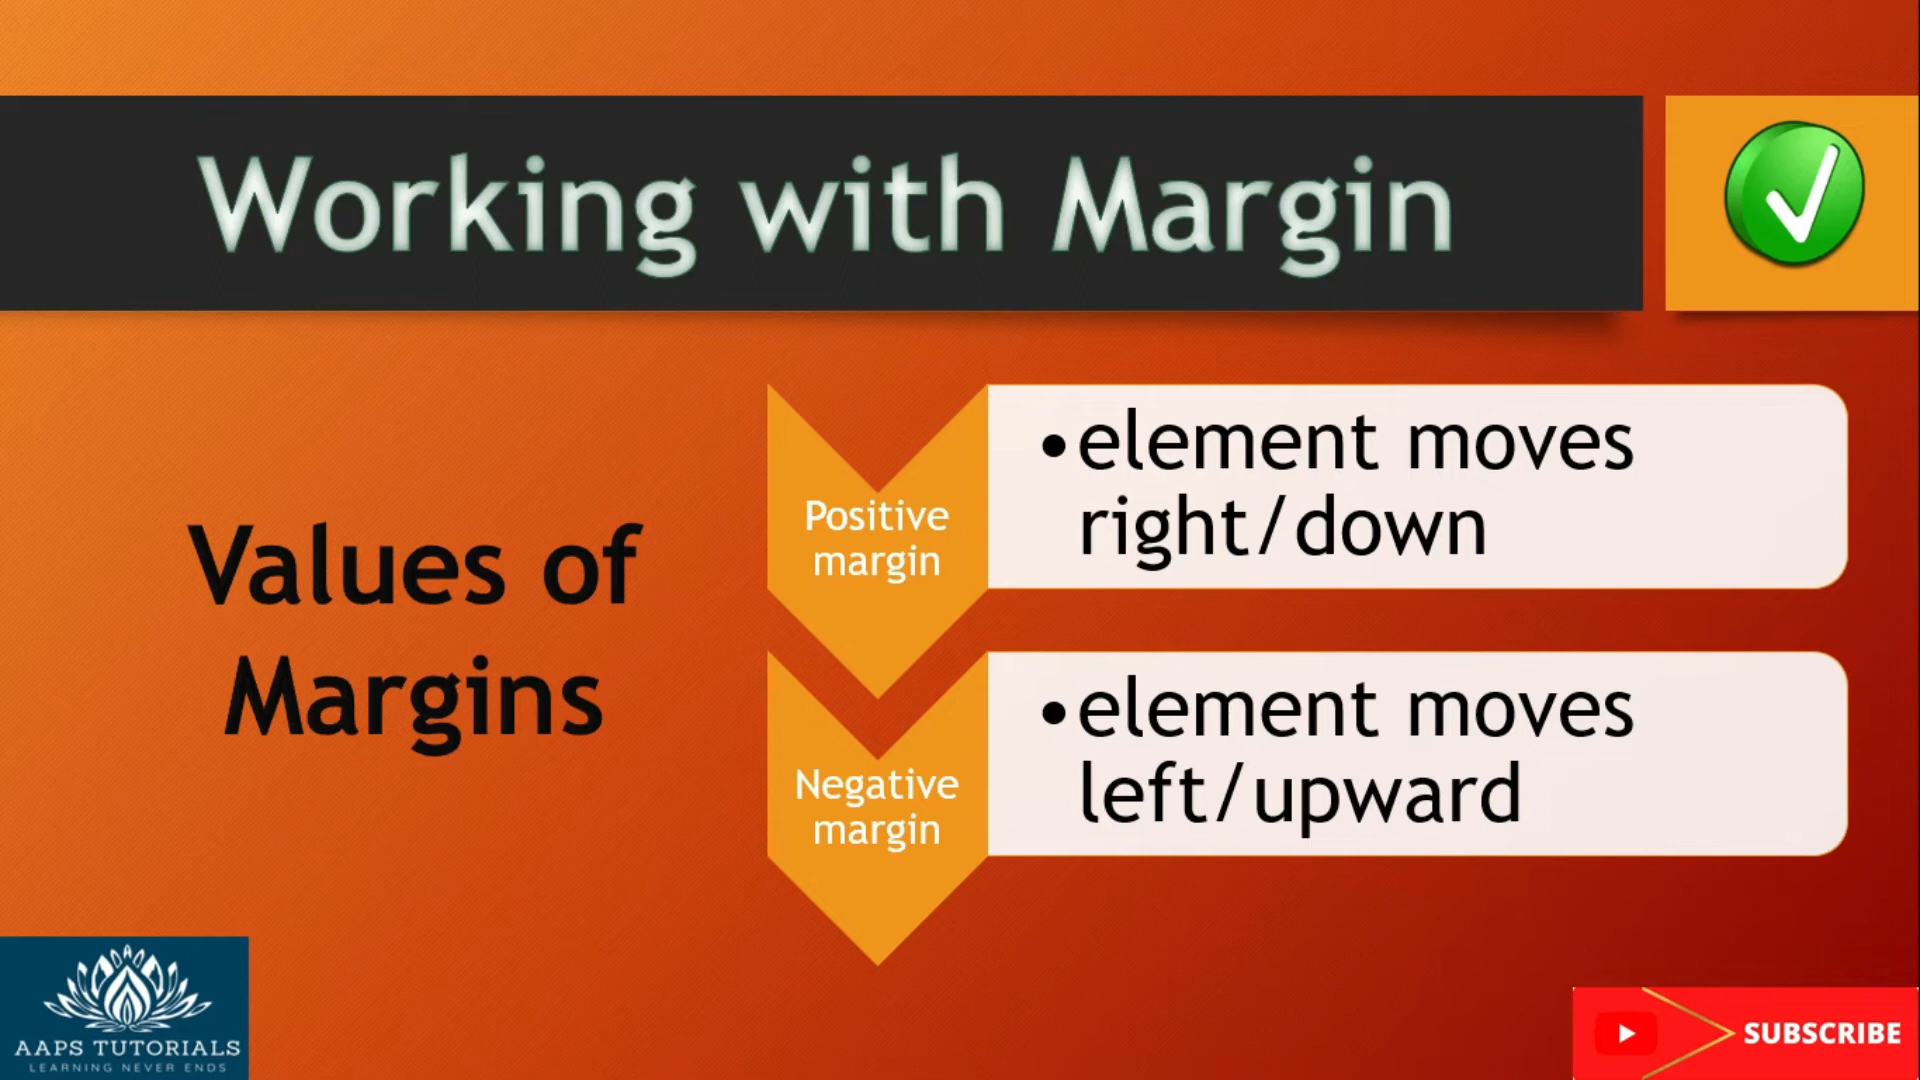 Working with Margin
Values of
Margins
Positive
margin
•element moves
right/down
Negative
margin
•element moves
left/upward
AAPS TUTORIALS
LEARNING NEVER ENDS
SUBSCRIBE